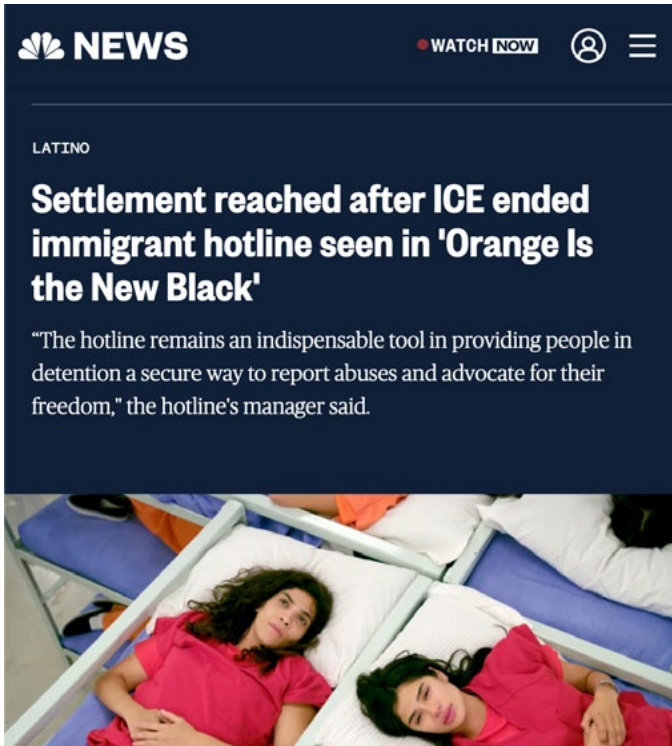 NEWS
WATCH NOW
LATINO
Settlement reached after ICE ended
immigrant hotline seen in 'Orange Is
the New Black'
“The hotline remains an indispensable tool in providing people in
detention a secure way to report abuses and advocate for their
freedom," the hotline's manager said.